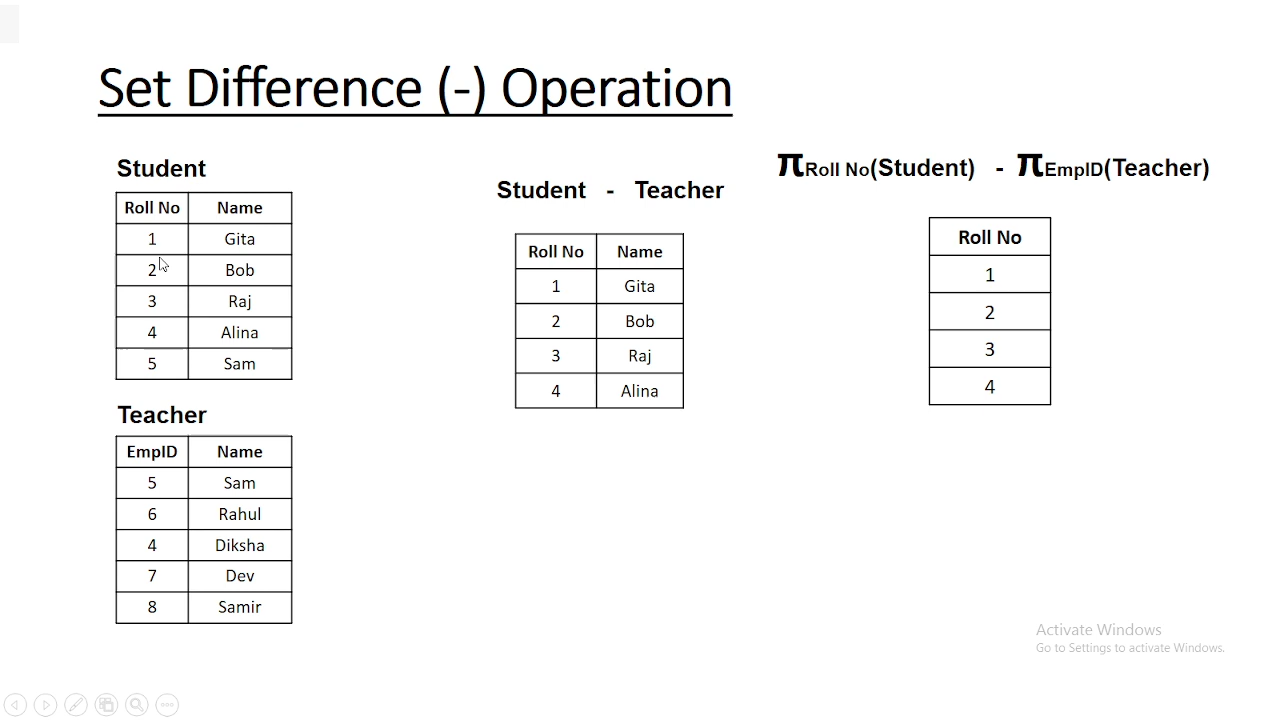 Set Difference (-) Operation
Student
Roll No Name
1 Gita
2 Bob
3 Raj
4 Alina
5 Sam
Teacher
EmpID Name
5 Sam
6 Rahul
4 Diksha
7 Dev
8 Samir
Student - Teacher
Roll No Name
1 Gita
2 Bob
3 Raj
4 Alina
πRoll No(Student) - πEmpID(Teacher)
Roll No
1
2
3
4
Activate Windows
Go to Settings to activate Windows.